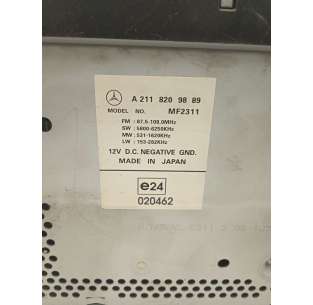 A 211 820 98 89
MODEL NO. MF2311
FM : 87.5-108.0MHz
SW : 5800-6250KHz
MW : 531-1620KHz
LW : 153-282KHz
12V D.C. NEGATIVE GND.
MADE IN JAPAN
e24
020462